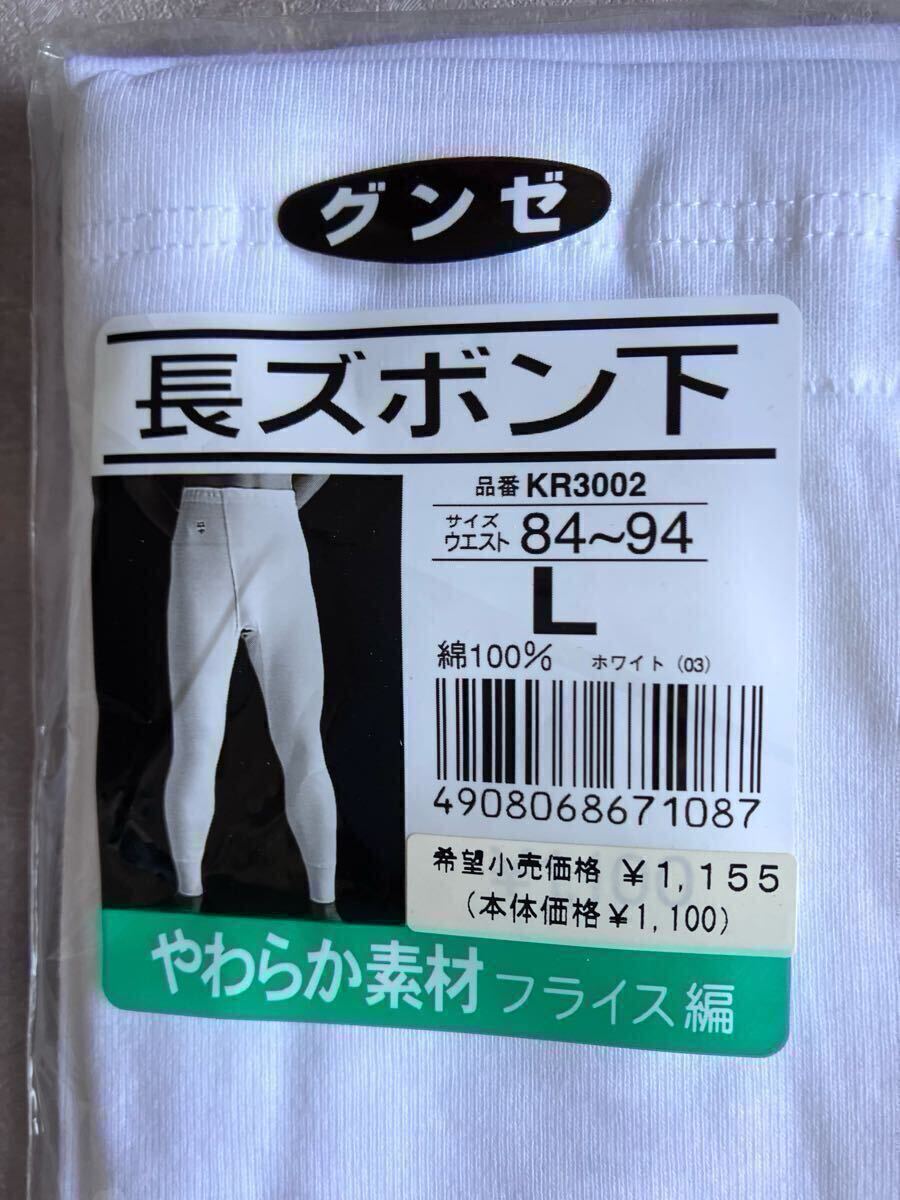 グンゼ
長ズボン下
品番 KR3002
サイズ
ウエスト 84～94
L
綿100% ホワイト (03)
4908068671087
希望小売価格 ￥1,155
(本体価格￥1,100)
やわらか素材 フライス編